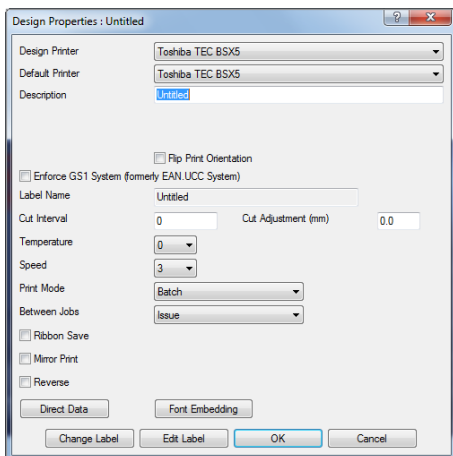 Design Properties : Untitled
Design Printer Toshiba TEC BSX5
Default Printer Toshiba TEC BSX5
Description Untitled
Flip Print Orientation
Enforce GS1 System (formerly EAN.UCC System)
Label Name Untitled
Cut Interval 0 Cut Adjustment (mm) 0.0
Temperature 0
Speed 3
Print Mode Batch
Between Jobs Issue
Ribbon Save
Mirror Print
Reverse
Direct Data Font Embedding
Change Label Edit Label OK Cancel